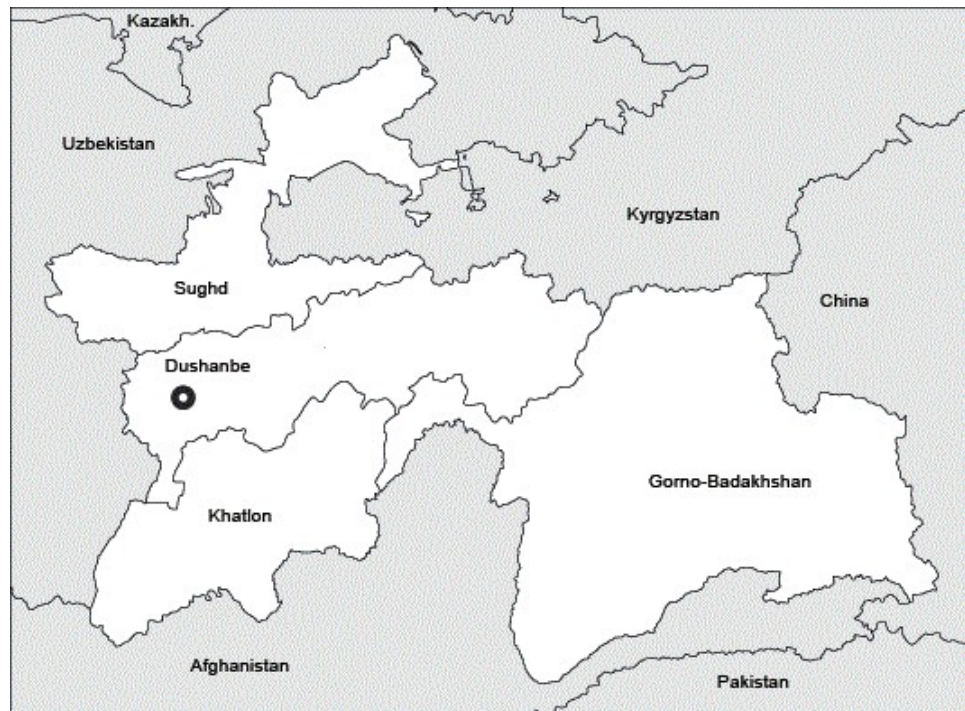 Kazakh.
Uzbekistan
Kyrgyzstan
Sughd
China
Dushanbe
Gorno-Badakhshan
Khatlon
Afghanistan
Pakistan